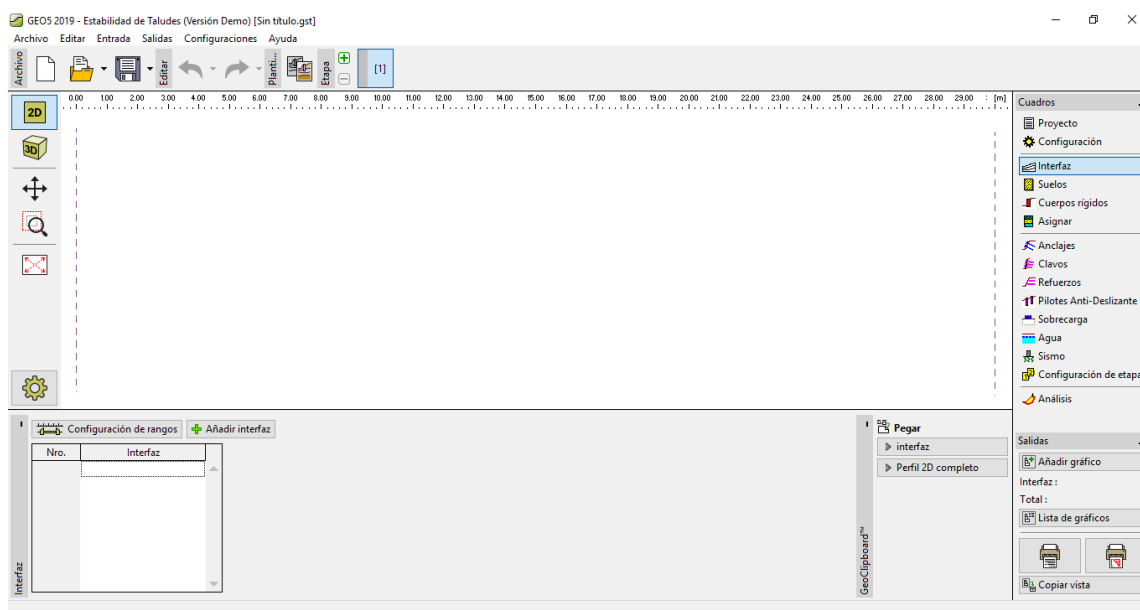 GEO5 2019 - Estabilidad de Taludes (Versión Demo) [Sin título.gst]
Archivo Editar Entrada Salidas Configuraciones Ayuda
Archivo
Editar
Planti...
Etapa
[1]
2D
0.00 1.00 [m] 2.00 3.00 4.00 5.00 6.00 7.00 8.00 9.00 10.00 11.00 12.00 13.00 14.00 15.00 16.00 17.00 18.00 19.00 20.00 21.00 22.00 23.00 24.00 25.00 26.00 27.00 28.00 29.00 [m]
3D
Cuadros
Proyecto
Configuración
Interfaz
Suelos
Cuerpos rígidos
Asignar
Anclajes
Clavos
Refuerzos
Pilotes Anti-Deslizante
Sobrecarga
Agua
Sismo
Configuración de etapa
Análisis
Configuración de rangos
Añadir interfaz
Nro. Interfaz
Interfaz
GeoClipboard™
Pegar
interfaz
Perfil 2D completo
Salidas
Añadir gráfico
Interfaz :
Total :
Lista de gráficos
Copiar vista